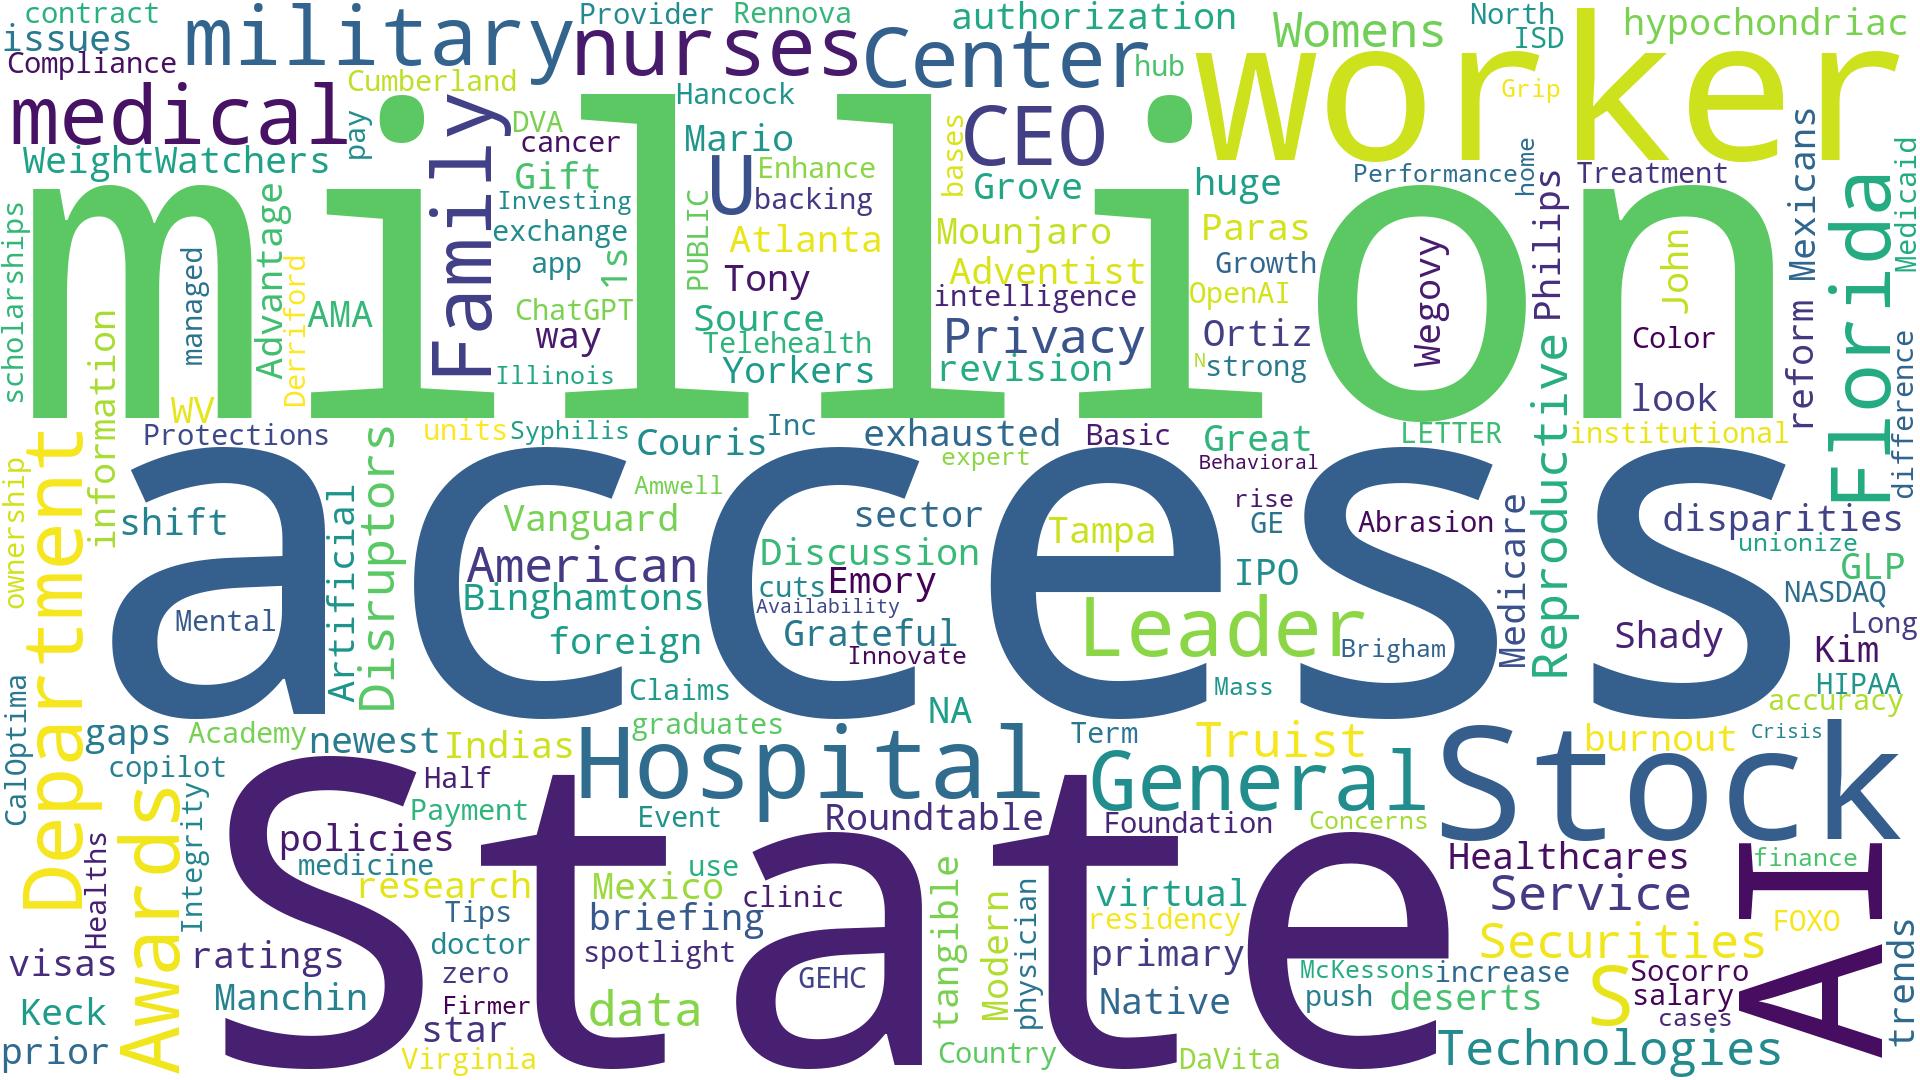 contract
Provider
Rennova
authorization
Womens
North
hypochondriac
issues
military
nurses
Center
ISD
worker
Compliance
Cumberland
hub
medical
pay
Family
DVA
cancer
Hancock
Mario
bases
CEO
Grip
Mexicans
Medicaid
WeightWatchers
Gift
U
Enhance
Grove
huge
Performance
home
Treatment
million
scholarships
managed
Advantage
Investing
backing
PUBLIC
exchange
Atlanta
Mounjaro
Paras
Philips
Wegovy
John
Florida
Derriford
app
1s
Tony
Adventist
Growth
information
AMA
ChatGPT
intelligence
OpenAI
way
Source
Telehealth
Privacy
Ortiz
Color
reform
difference
Illinois
Yorkers
revision
N
strong
WV
look
Reproductive
Department
Protections
Disruptors
units
Syphilis
Couris
Inc
exhausted
Basic
Great
LETTER
institutional
expert
Behavioral
ownership
access
shift
Artificial
Amwell
Vanguard
sector
Tampa
rise
GE
Abrasion
Medicare
disparities
unionize
American
Discussion
IPO
GLP
Binghamtons
cuts
Emory
NASDAQ
Mental
Availability
Leader
Long
foreign
Grateful
Innovate
Brigham
Shady
Kim
CalOptima
Claims
Mass
HIPAA
accuracy
gaps
Academy
newest
Indias
graduates
NA
Term
Truist
burnout
Crisis
Stock
copilot
Hospital
General
Half
State
Awards
Integrity
Payment
Event
Roundtable
Foundation
Concerns
Healths
policies
medicine
use
Healthcares
finance
AI
research
Mexico
clinic
tangible
Modern
physician
virtual
Service
Tips
briefing
residency
FOXO
trends
visas
ratings
doctor
spotlight
primary
Securities
zero
GEHC
McKessons
increase
Socorro
Keck
Manchin
Firmer
data
Native
push
deserts
S
salary
star
cases
prior
Virginia
Country
DaVita
Technologies